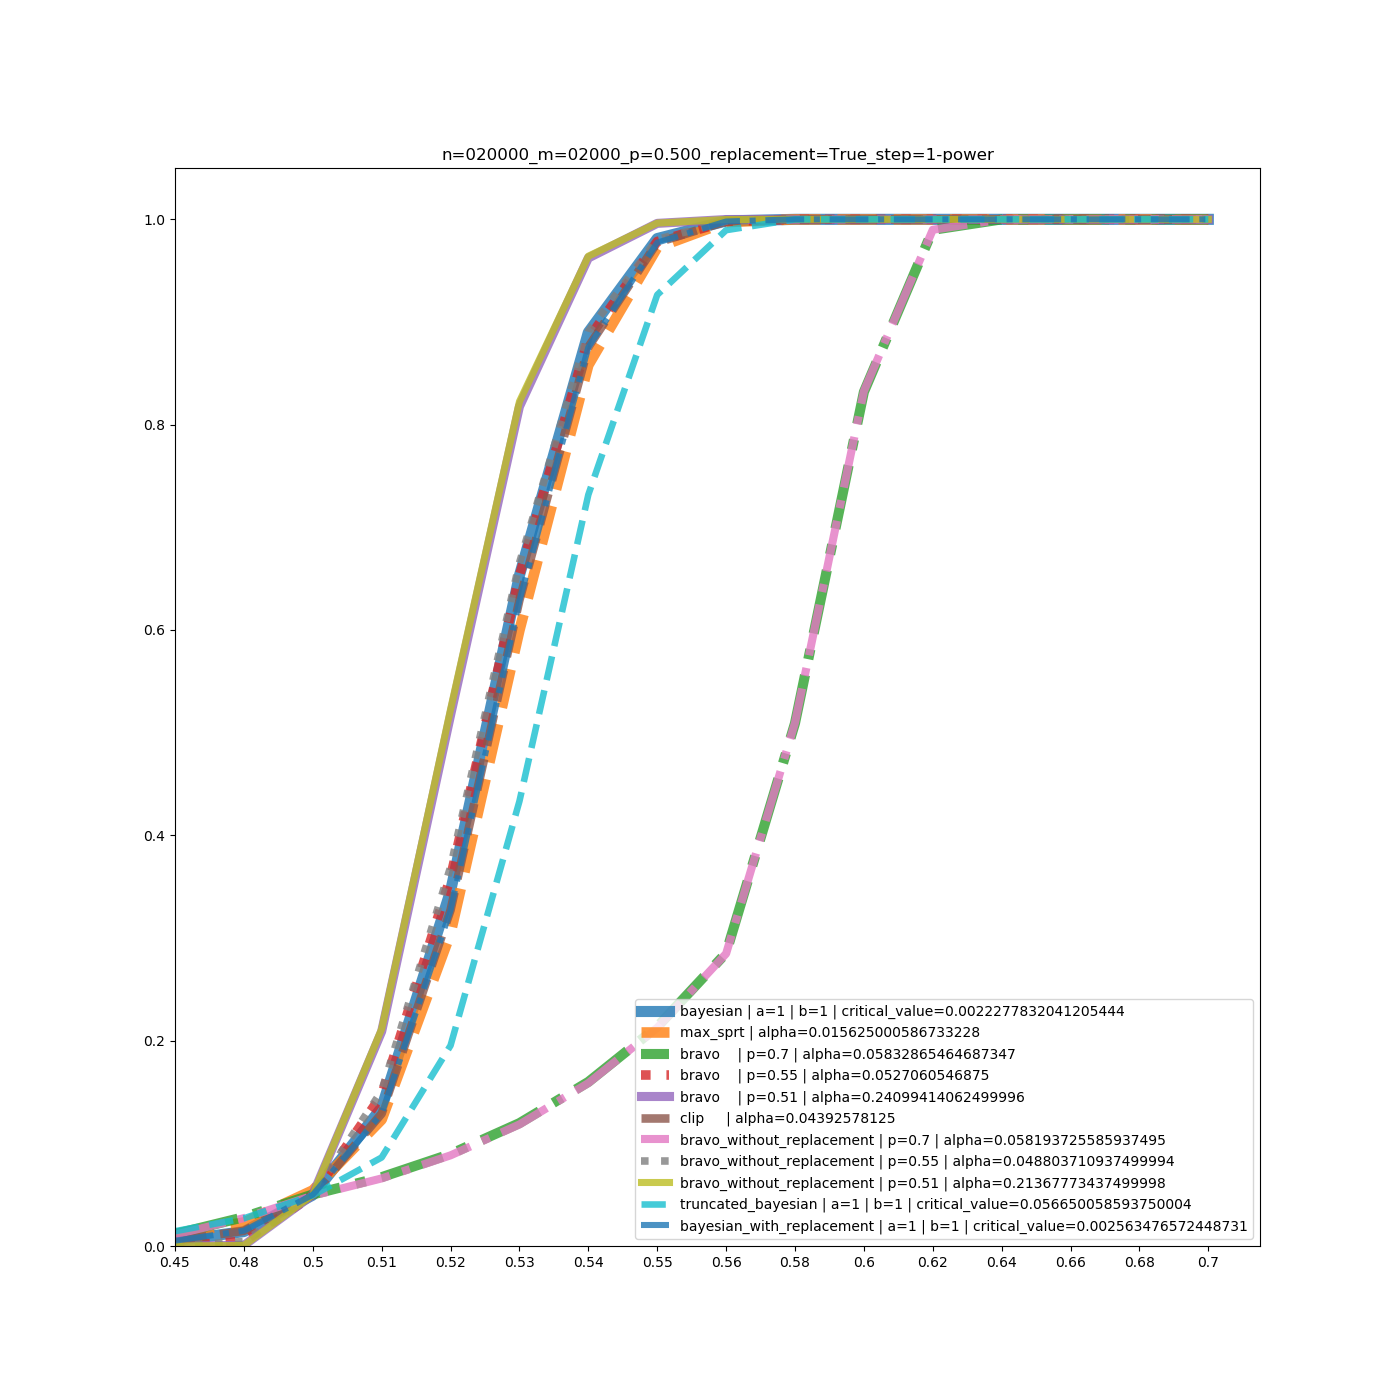 n=020000_m=02000_p=0.500_replacement=True_step=1-power
1.0
0.8
0.6
0.4
0.2
0.0
bayesian | a=1 | b=1 | critical_value=0.0022277832041205444
max_sprt | alpha=0.015625000586733228
bravo | p=0.7 | alpha=0.05832865464687347
bravo | p=0.55 | alpha=0.0527060546875
bravo | p=0.51 | alpha=0.24099414062499996
clip | alpha=0.04392578125
bravo_without_replacement | p=0.7 | alpha=0.058193725585937495
bravo_without_replacement | p=0.55 | alpha=0.048803710937499994
bravo_without_replacement | p=0.51 | alpha=0.21367773437499998
truncated_bayesian | a=1 | b=1 | critical_value=0.056650058593750004
bayesian_with_replacement | a=1 | b=1 | critical_value=0.002563476572448731
0.45 0.48 0.5 0.51 0.52 0.53 0.54 0.55 0.56 0.58 0.6 0.62 0.64 0.66 0.68 0.7